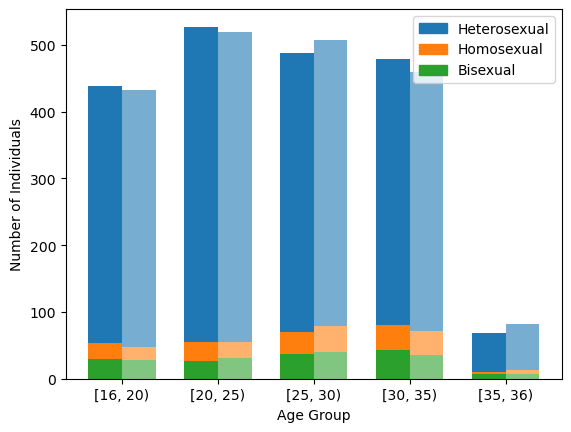 Heterosexual
Homosexual
Bisexual
Number of Individuals
500
400
300
200
100
0
[16, 20)
[20, 25)
[25, 30)
[30, 35)
[35, 36)
Age Group